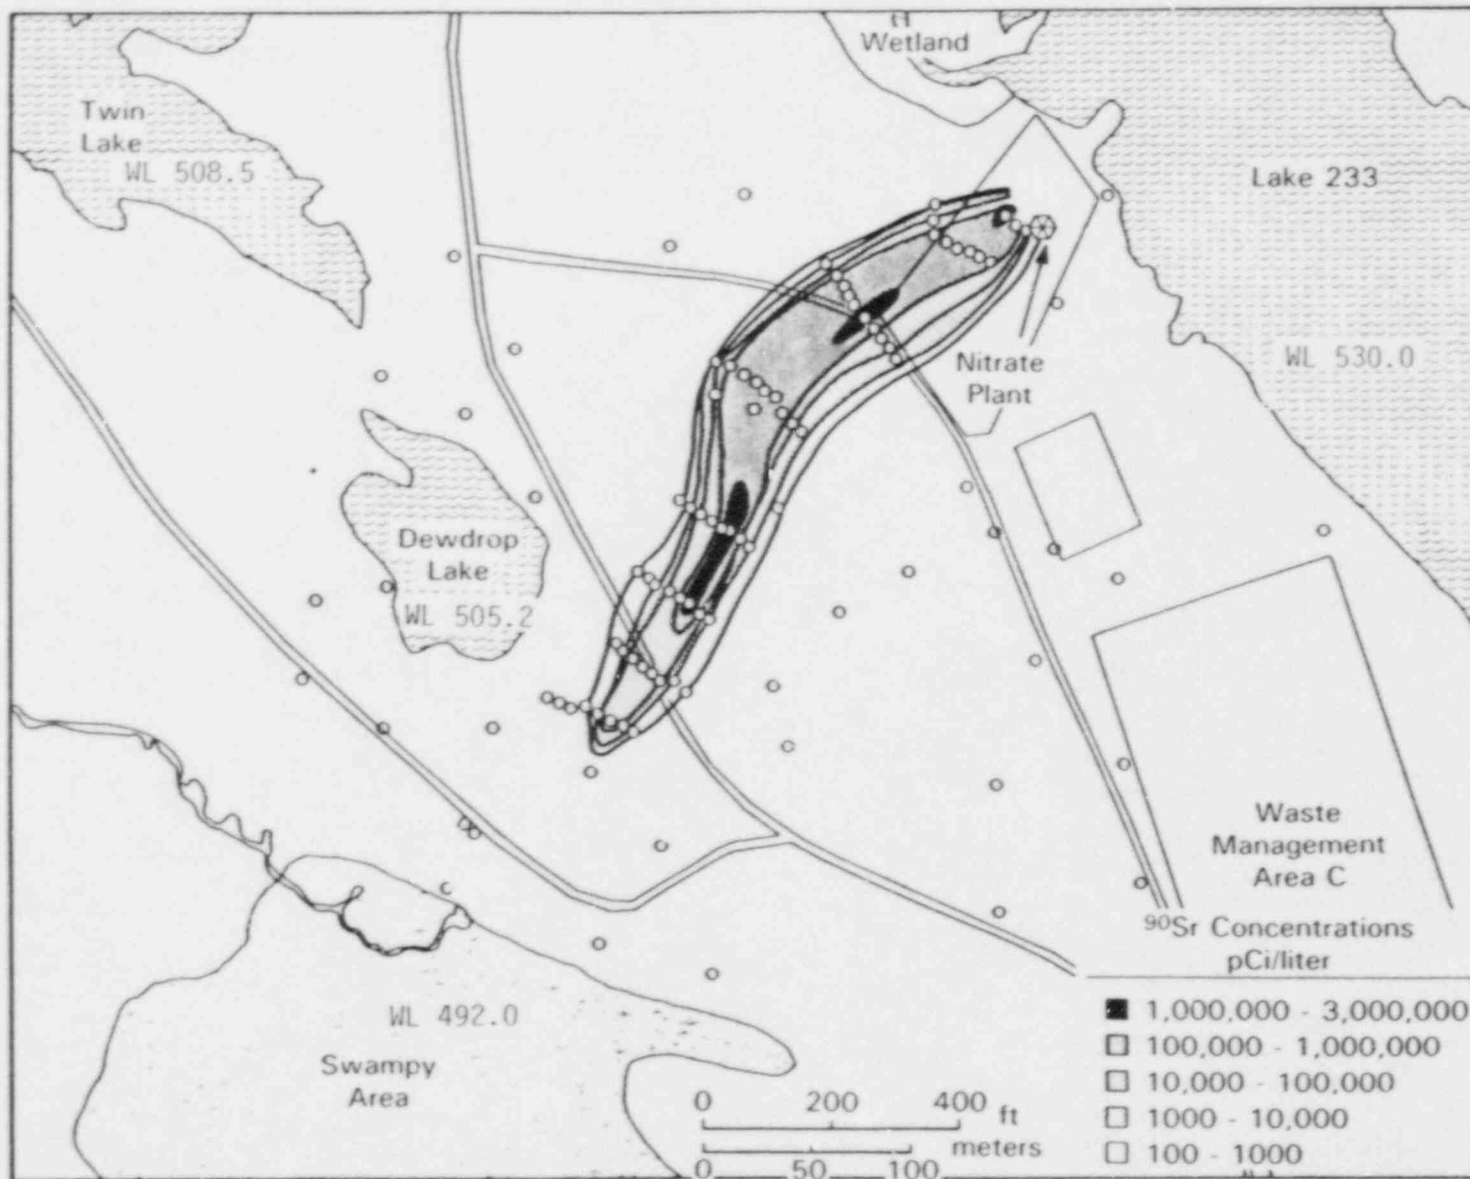 Wetland
Twin
Lake
WL 508.5
Lake 233
WL 530.0
Nitrate
Plant
Dewdrop
Lake
WL 505.2
Waste
Management
Area C
WL 492.0
Swampy
Area
0 200 400 ft
meters
0 50 100
⁹⁰Sr Concentrations
pCi/liter
1,000,000 - 3,000,000
100,000 - 1,000,000
10,000 - 100,000
1000 - 10,000
100 - 1000